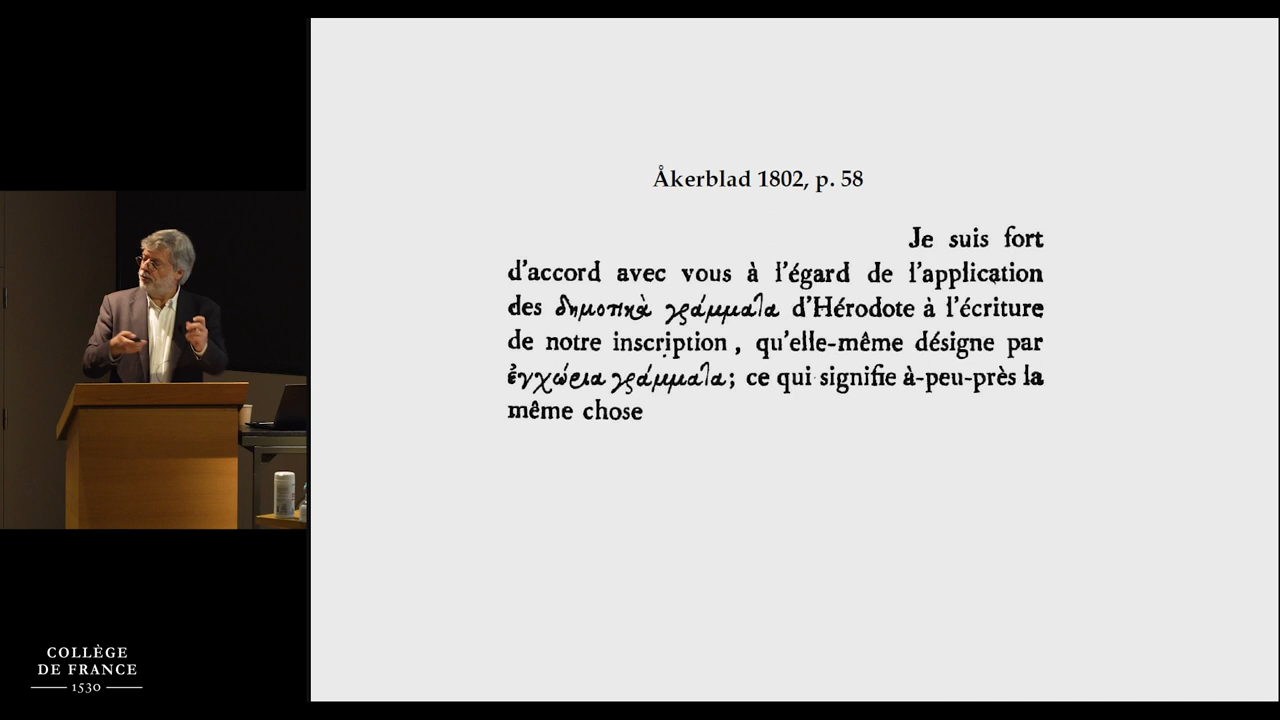 Åkerblad 1802, p. 58
Je suis fort
d'accord avec vous à l'égard de l'application
des δημοτικὰ γράμματα d'Hérodote à l'écriture
de notre inscription, qu'elle-même désigne par
ἐγχώρια γράμματα; ce qui signifie à-peu-près la
même chose
COLLÈGE
DE FRANCE
1530